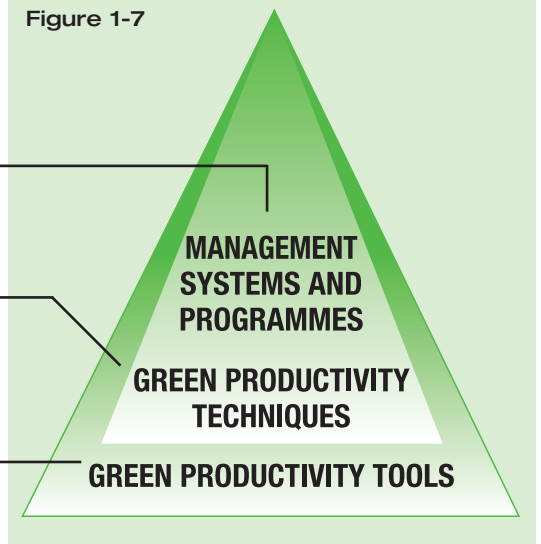 Figure 1-7
MANAGEMENT
SYSTEMS AND
PROGRAMMES
GREEN PRODUCTIVITY
TECHNIQUES
GREEN PRODUCTIVITY TOOLS